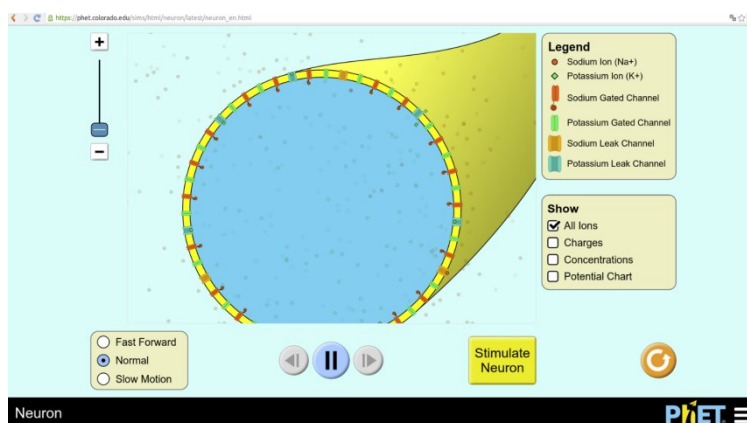 https://phet.colorado.edu/sims/html/neuron/latest/neuron_en.html
+
−
Legend
Sodium Ion (Na+)
Potassium Ion (K+)
Sodium Gated Channel
Potassium Gated Channel
Sodium Leak Channel
Potassium Leak Channel
Show
All Ions
Charges
Concentrations
Potential Chart
Fast Forward
Normal
Slow Motion
Stimulate
Neuron
Neuron
PhET